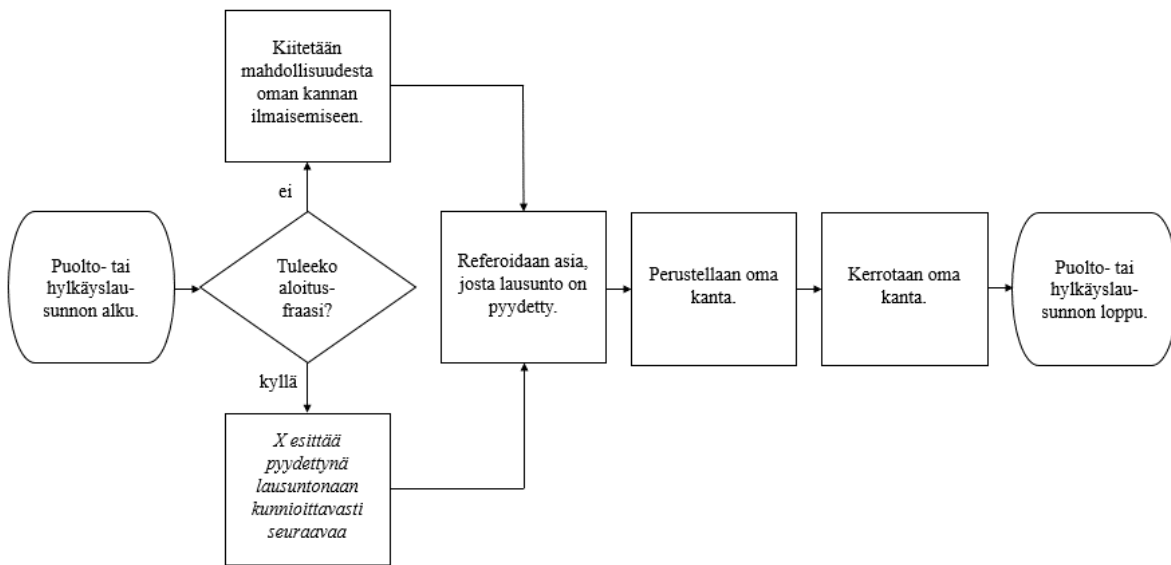 Kiitetään
mahdollisuudesta
oman kannan
ilmaisemiseen.
ei
Puolto- tai
hylkäyslau-
sunnon alku.
Tuleeko
aloitus-
fraasi?
Referoidaan asia,
josta lausunto on
pyydetty.
Perustellaan oma
kanta.
Kerrotaan oma
kanta.
Puolto- tai
hylkäyslau-
sunnon loppu.
kyllä
X esittää
pyydettynä
lausuntonaan
kunnioittavasti
seuraavaa